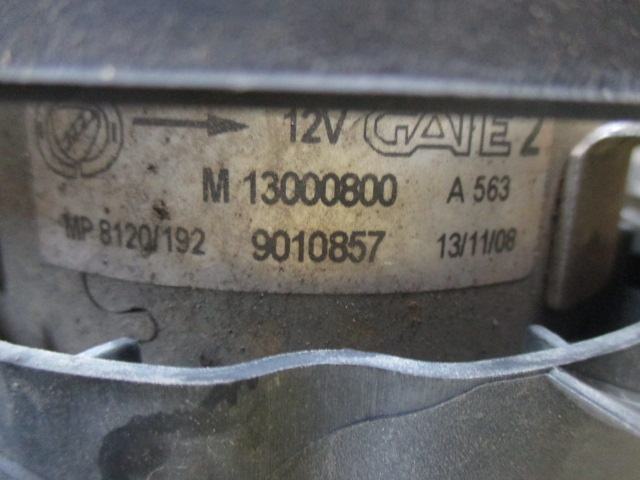 12V GATE 2
M 13000800 A 563
MP 8120/192 9010857 13/11/08